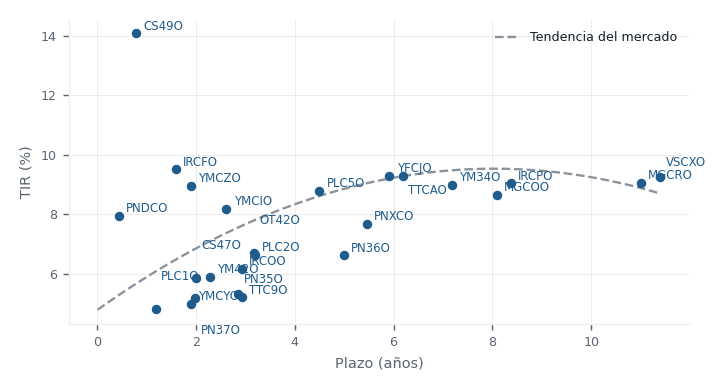 CS49O
Tendencia del mercado
14
12
10
8
6
TIR (%)
IRCFO
YMCZO
PNDCO
YMCIO
OT42O
PLC5O
YFCJO
TTCAO
YM34O
IRCPO
MGCOO
VSCXO
MGCRO
PNXCO
PN36O
CS47O
PLC2O
IRCOO
PLC1O
PN35O
YMCYO
TTC9O
PN37O
0
2
4
6
8
10
Plazo (años)